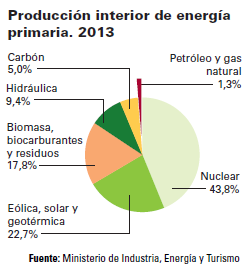 Producción interior de energía
primaria. 2013
Carbón
5,0%
Petróleo y gas
natural
1,3%
Hidráulica
9,4%
Biomasa,
biocarburantes
y residuos
17,8%
Nuclear
43,8%
Eólica, solar y
geotérmica
22,7%
Fuente: Ministerio de Industria, Energía y Turismo